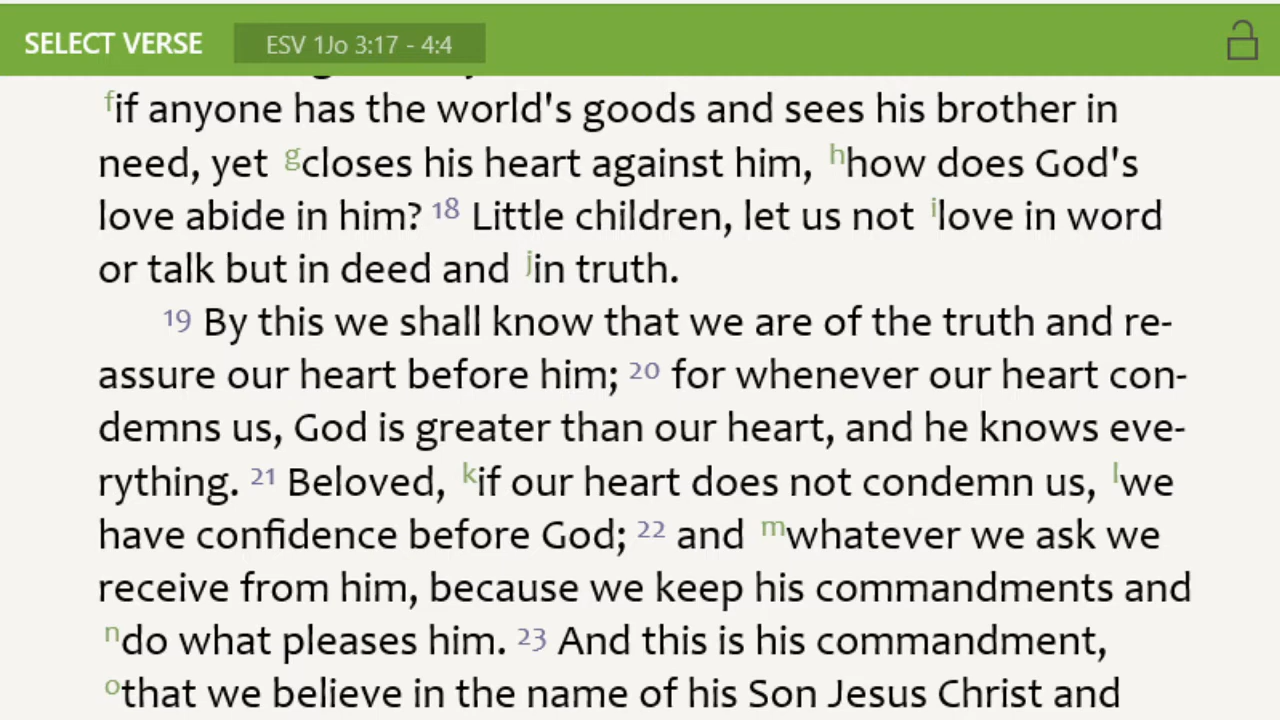 SELECT VERSE ESV 1Jo 3:17 - 4:4
fif anyone has the world's goods and sees his brother in
need, yet gcloses his heart against him, hhow does God's
love abide in him? 18 Little children, let us not ilove in word
or talk but in deed and jin truth.
19 By this we shall know that we are of the truth and re-
assure our heart before him; 20 for whenever our heart con-
demns us, God is greater than our heart, and he knows eve-
rything. 21 Beloved, kif our heart does not condemn us, lwe
have confidence before God; 22 and mwhatever we ask we
receive from him, because we keep his commandments and
ndo what pleases him. 23 And this is his commandment,
othat we believe in the name of his Son Jesus Christ and